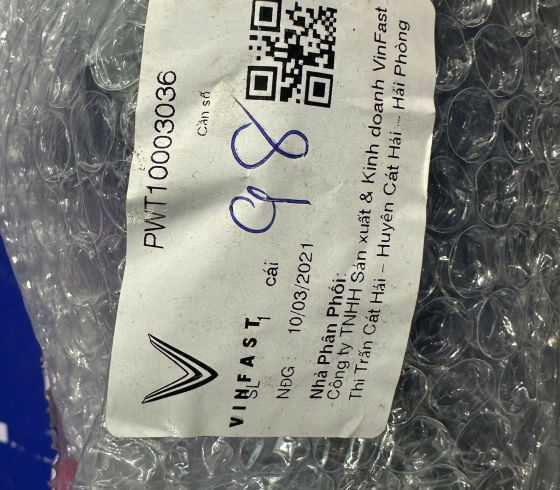 PWT10003036
Căn số
98
VINFAST
SL 1 cái
NĐG : 10/03/2021
Nhà Phân Phối:
Công ty TNHH Sản xuất & Kinh doanh VinFast
Thị Trấn Cát Hải – Huyện Cát Hải – Hải Phòng